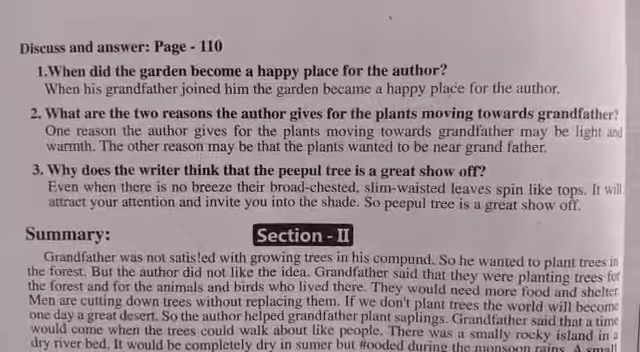 Discuss and answer: Page - 110
1.When did the garden become a happy place for the author?
When his grandfather joined him the garden became a happy place for the author.
2. What are the two reasons the author gives for the plants moving towards grandfather?
One reason the author gives for the plants moving towards grandfather may be light and
warmth. The other reason may be that the plants wanted to be near grand father.
3. Why does the writer think that the peepul tree is a great show off?
Even when there is no breeze their broad-chested, slim-waisted leaves spin like tops. It will
attract your attention and invite you into the shade. So peepul tree is a great show off.
Summary:
Section - II
Grandfather was not satis!ed with growing trees in his compund. So he wanted to plant trees in
the forest. But the author did not like the idea. Grandfather said that they were planting trees for
the forest and for the animals and birds who lived there. They would need more food and shelter.
Men are cutting down trees without replacing them. If we don't plant trees the world will become
one day a great desert. So the author helped grandfather plant saplings. Grandfather said that a time
would come when the trees could walk about like people. There was a smally rocky island in a
dry river bed. It would be completely dry in sumer but #ooded during the monsoon rains. A small